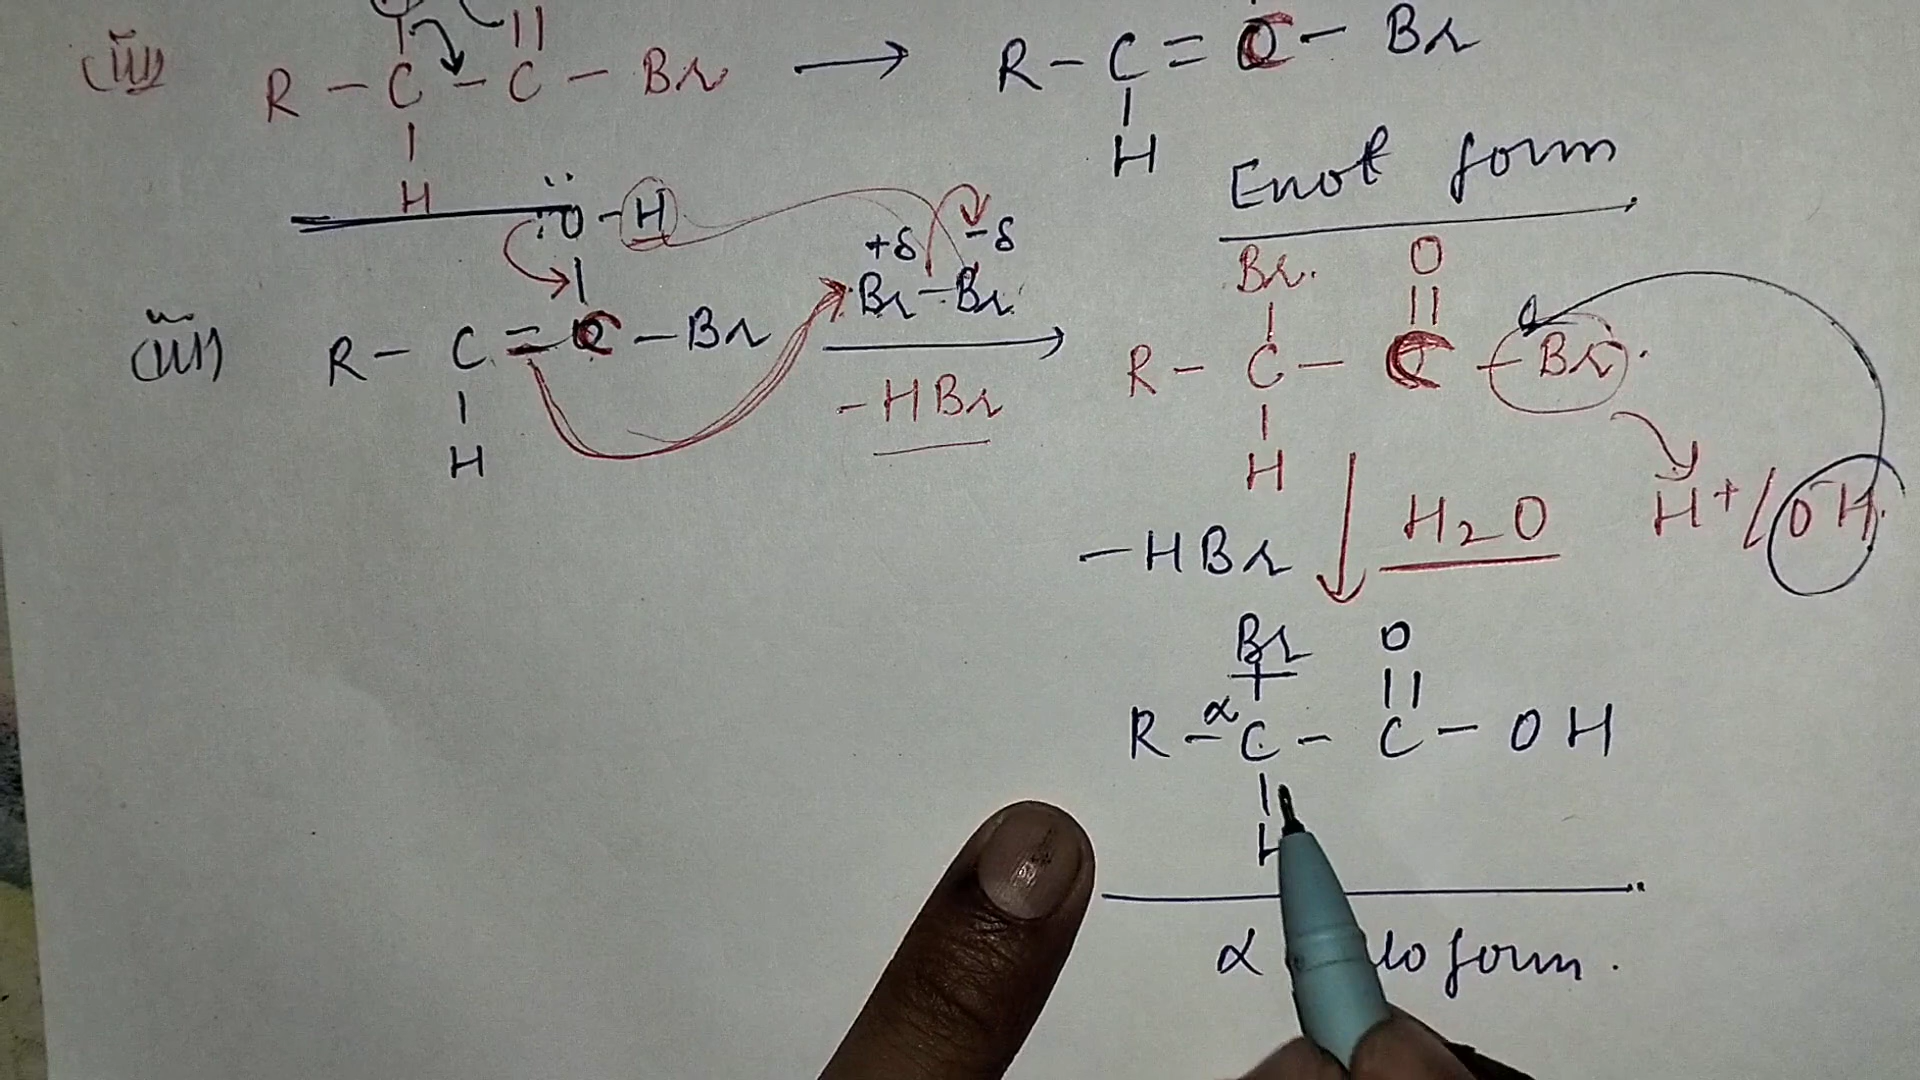 (ii) R - C - C - Br → R - C = C - Br
H
H
Enol form
:O - H
+δ -δ
Br O
(iii) R - C = C - Br
Br - Br
R - C - C - Br
H
- HBr
H
H+/OH
- HBr
H2O
Br O
α
R - C - C - OH
H
α lo form.